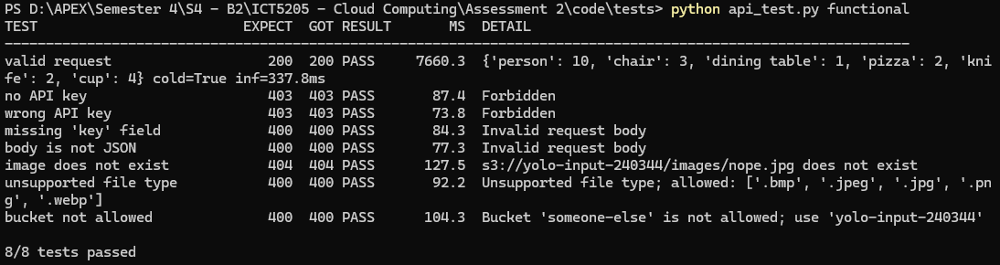 PS D:\APEX\Semester 4\S4 - B2\ICT5205 - Cloud Computing\Assessment 2\code\tests> python api_test.py functional
TEST                         EXPECT  GOT RESULT       MS  DETAIL
--------------------------------------------------------------------------------------------------------------
valid request                   200  200 PASS     7660.3  {'person': 10, 'chair': 3, 'dining table': 1, 'pizza': 2, 'kni
fe': 2, 'cup': 4} cold=True inf=337.8ms
no API key                      403  403 PASS       87.4  Forbidden
wrong API key                   403  403 PASS       73.8  Forbidden
missing 'key' field             400  400 PASS       84.3  Invalid request body
body is not JSON                400  400 PASS       77.3  Invalid request body
image does not exist            404  404 PASS      127.5  s3://yolo-input-240344/images/nope.jpg does not exist
unsupported file type           400  400 PASS       92.2  Unsupported file type; allowed: ['.bmp', '.jpeg', '.jpg', '.pn
g', '.webp']
bucket not allowed              400  400 PASS      104.3  Bucket 'someone-else' is not allowed; use 'yolo-input-240344'
8/8 tests passed